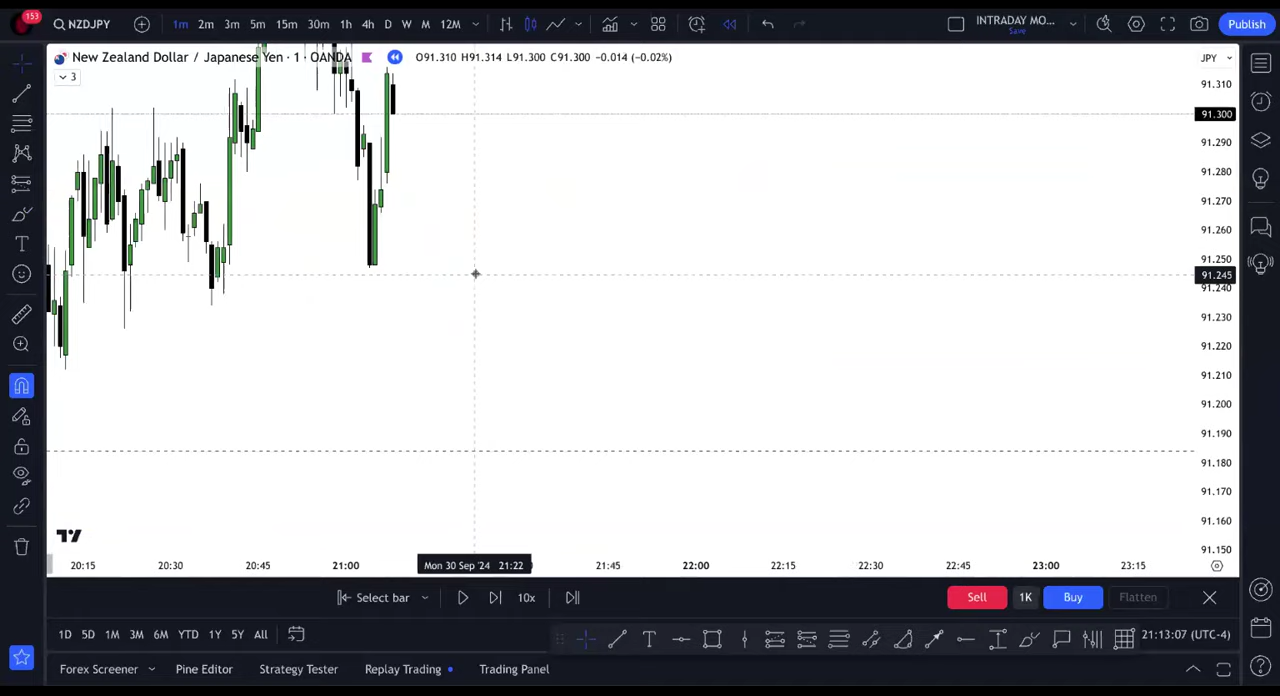 153
NZDJPY
1m 2m 3m 5m 15m 30m 1h 4h D W M 12M
INTRADAY MO...
Save
Publish
New Zealand Dollar / Japanese Yen · 1 · OANDA
O91.310 H91.314 L91.300 C91.300 −0.014 (−0.02%)
JPY
3
91.310
91.300
91.290
91.280
91.270
91.260
91.250
91.245
91.240
91.230
91.220
91.210
91.200
91.190
91.180
91.170
91.160
91.150
20:15 20:30 20:45 21:00 Mon 30 Sep '24 21:22 21:45 22:00 22:15 22:30 22:45 23:00 23:15
Select bar
10x
Sell
1K
Buy
Flatten
1D 5D 1M 3M 6M YTD 1Y 5Y All
21:13:07 (UTC-4)
Forex Screener Pine Editor Strategy Tester Replay Trading Trading Panel